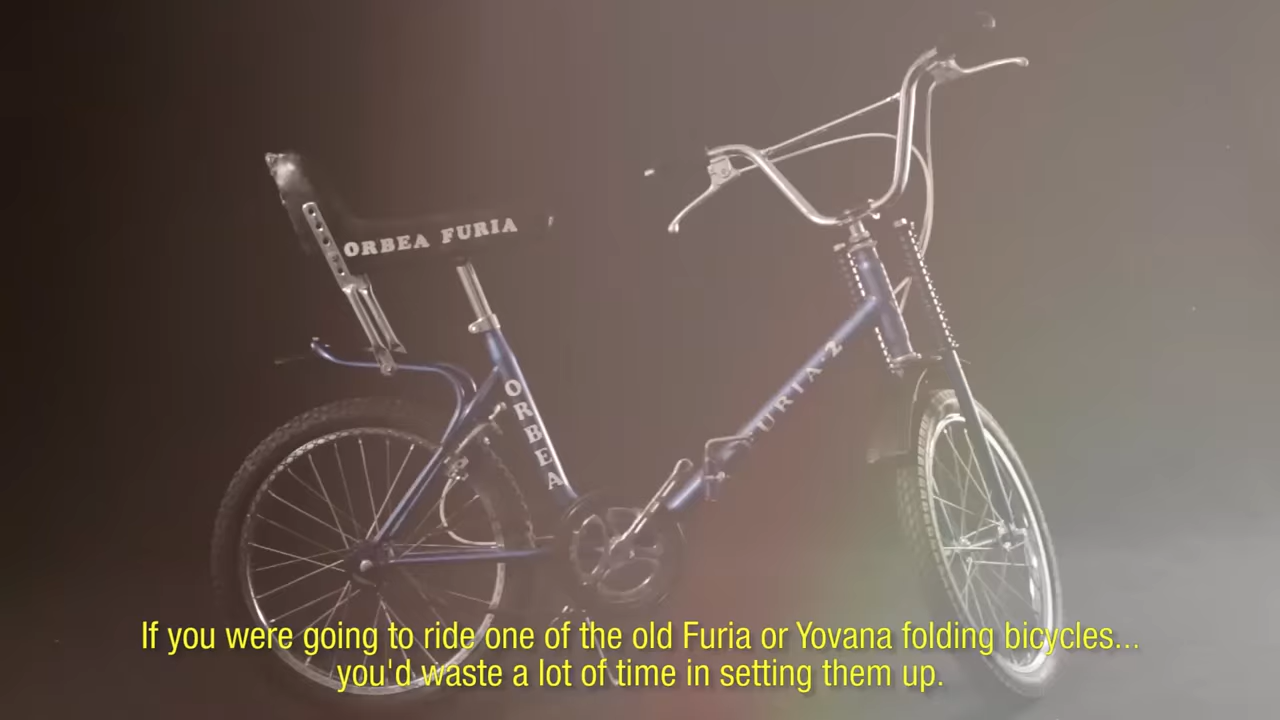 ORBEA FURIA
ORBEA
FURIA-2
If you were going to ride one of the old Furia or Yovana folding bicycles...
you'd waste a lot of time in setting them up.